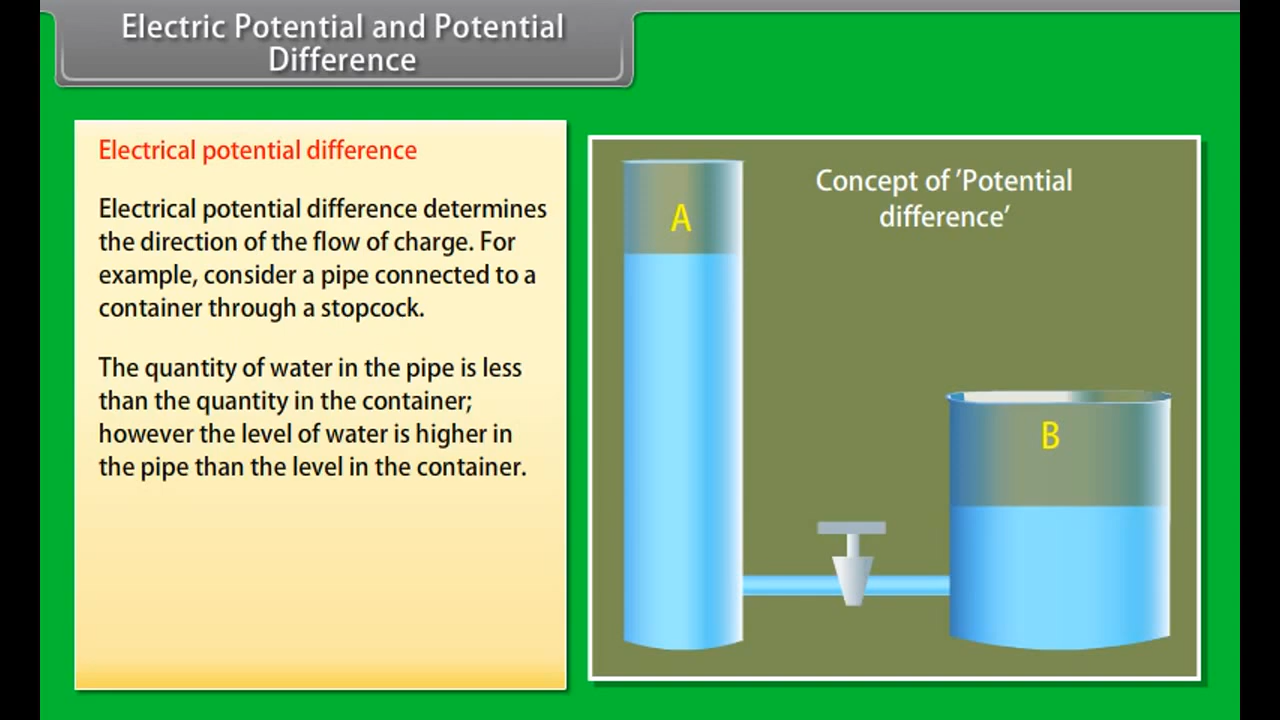 Electric Potential and Potential
Difference
Electrical potential difference
Electrical potential difference determines
the direction of the flow of charge. For
example, consider a pipe connected to a
container through a stopcock.
The quantity of water in the pipe is less
than the quantity in the container;
however the level of water is higher in
the pipe than the level in the container.
Concept of ‘Potential
difference’
A
B